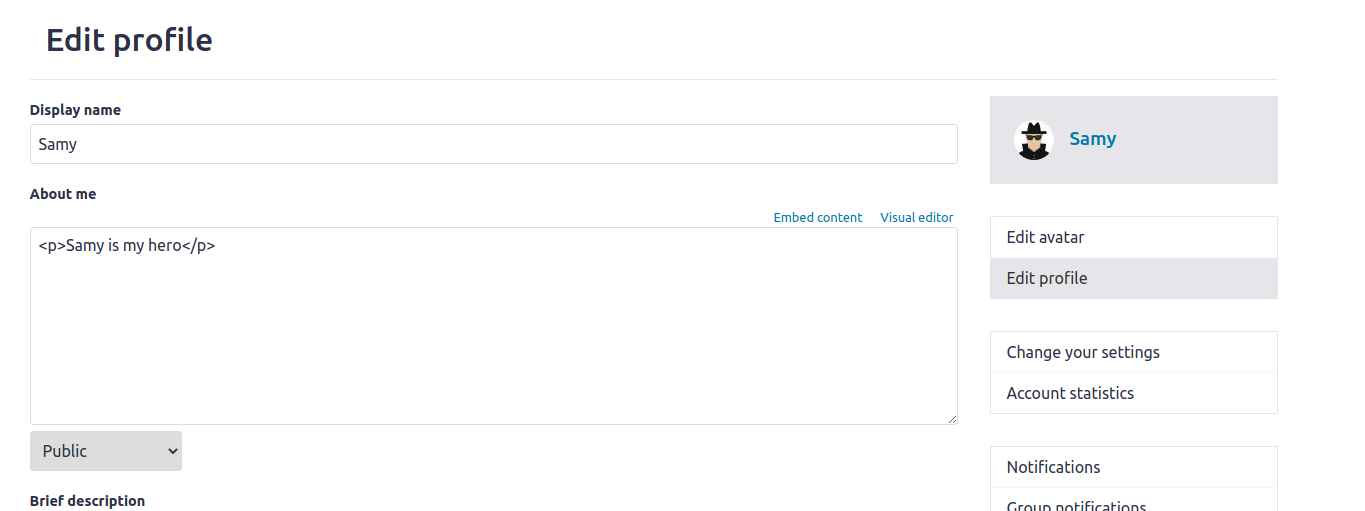 Edit profile
Display name
Samy
About me
Embed content Visual editor
<p>Samy is my hero</p>
Public
Brief description
Samy
Edit avatar
Edit profile
Change your settings
Account statistics
Notifications
Group notifications